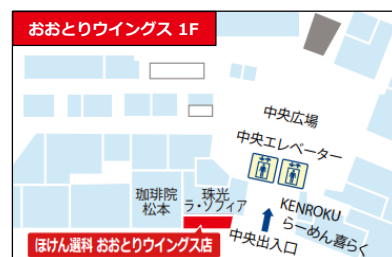 おおとりウイングス 1F
中央広場
中央エレベーター
珈琲院
松本
珠光
ラ・ソフィア
KENROKU
らーめん喜らく
中央出入口
ほけん選科 おおとりウイングス店